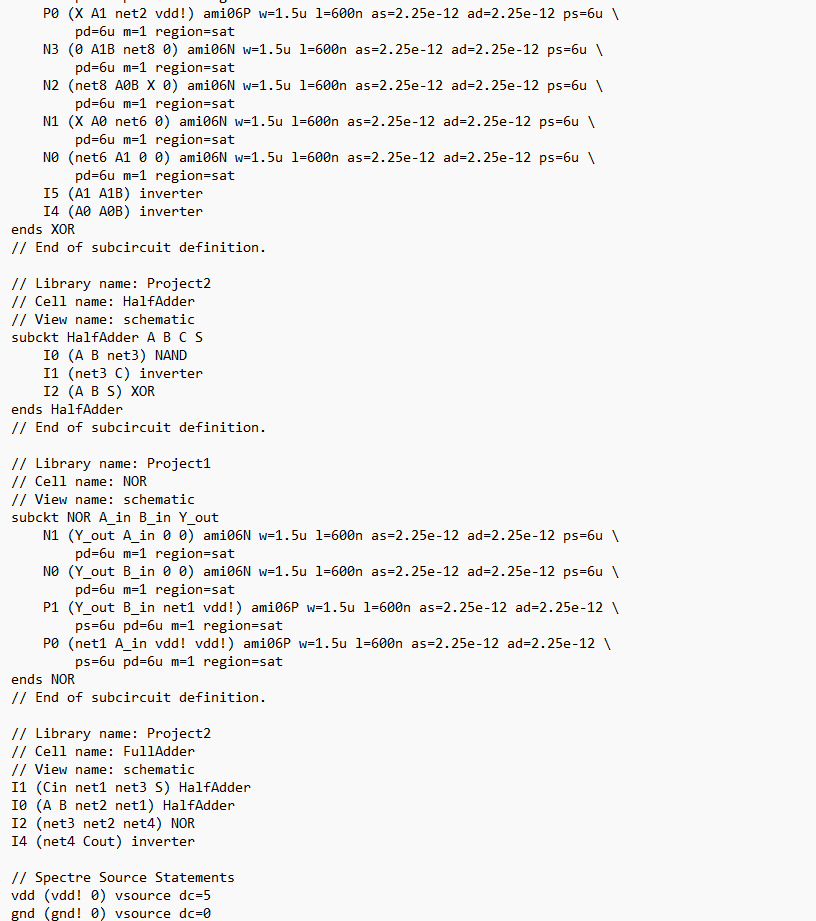 P0 (X A1 net2 vdd!) ami06P w=1.5u l=600n as=2.25e-12 ad=2.25e-12 ps=6u \
pd=6u m=1 region=sat
N3 (0 A1B net8 0) ami06N w=1.5u l=600n as=2.25e-12 ad=2.25e-12 ps=6u \
pd=6u m=1 region=sat
N2 (net8 A0B X 0) ami06N w=1.5u l=600n as=2.25e-12 ad=2.25e-12 ps=6u \
pd=6u m=1 region=sat
N1 (X A0 net6 0) ami06N w=1.5u l=600n as=2.25e-12 ad=2.25e-12 ps=6u \
pd=6u m=1 region=sat
N0 (net6 A1 0 0) ami06N w=1.5u l=600n as=2.25e-12 ad=2.25e-12 ps=6u \
pd=6u m=1 region=sat
I5 (A1 A1B) inverter
I4 (A0 A0B) inverter
ends XOR
// End of subcircuit definition.

// Library name: Project2
// Cell name: HalfAdder
// View name: schematic
subckt HalfAdder A B C S
I0 (A B net3) NAND
I1 (net3 C) inverter
I2 (A B S) XOR
ends HalfAdder
// End of subcircuit definition.

// Library name: Project1
// Cell name: NOR
// View name: schematic
subckt NOR A_in B_in Y_out
N1 (Y_out A_in 0 0) ami06N w=1.5u l=600n as=2.25e-12 ad=2.25e-12 ps=6u \
pd=6u m=1 region=sat
N0 (Y_out B_in 0 0) ami06N w=1.5u l=600n as=2.25e-12 ad=2.25e-12 ps=6u \
pd=6u m=1 region=sat
P1 (Y_out B_in net1 vdd!) ami06P w=1.5u l=600n as=2.25e-12 ad=2.25e-12 \
ps=6u pd=6u m=1 region=sat
P0 (net1 A_in vdd! vdd!) ami06P w=1.5u l=600n as=2.25e-12 ad=2.25e-12 \
ps=6u pd=6u m=1 region=sat
ends NOR
// End of subcircuit definition.

// Library name: Project2
// Cell name: FullAdder
// View name: schematic
I1 (Cin net1 net3 S) HalfAdder
I0 (A B net2 net1) HalfAdder
I2 (net3 net2 net4) NOR
I4 (net4 Cout) inverter

// Spectre Source Statements
vdd (vdd! 0) vsource dc=5
gnd (gnd! 0) vsource dc=0